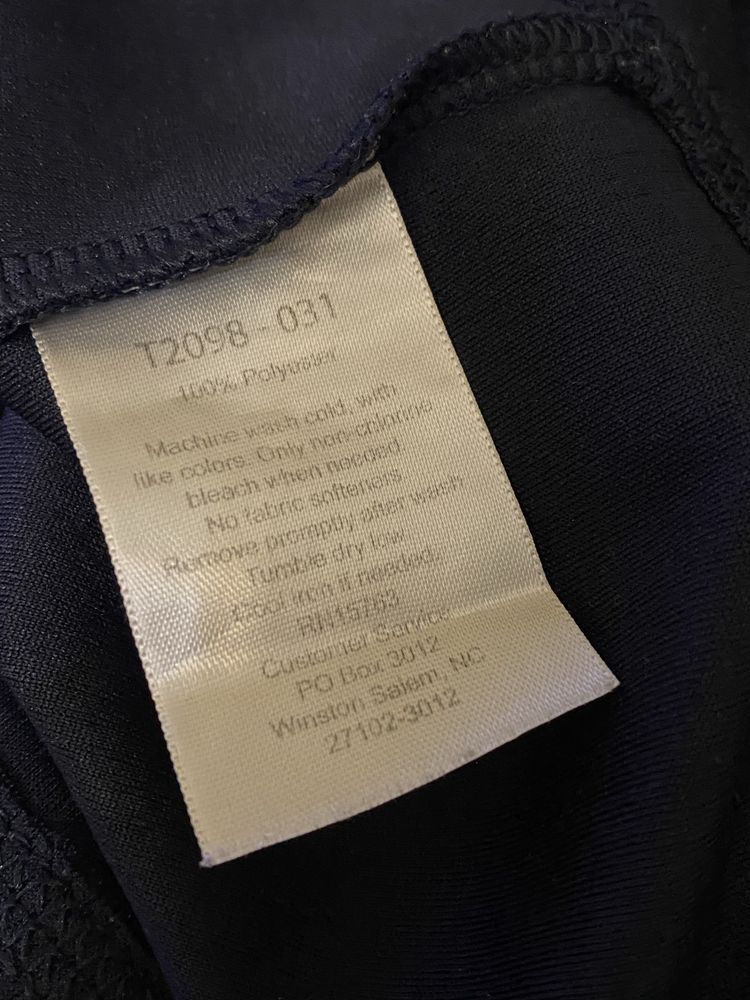 T2098 - 031
100% Polyester
Machine wash cold, with
like colors. Only non-chlorine
bleach when needed.
No fabric softeners
Remove promptly after wash
Tumble dry low.
Cool iron if needed.
RN15763
Customer Service
PO Box 3012
Winston Salem, NC
27102-3012